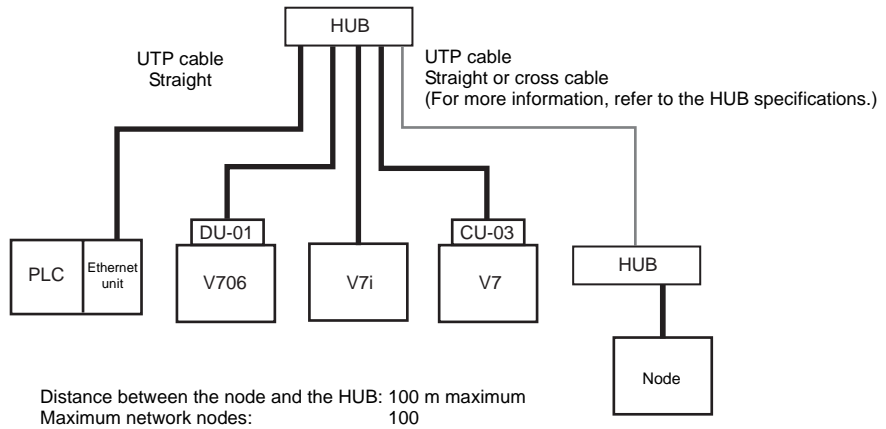 HUB
UTP cable
Straight
UTP cable
Straight or cross cable
(For more information, refer to the HUB specifications.)
DU-01
CU-03
PLC
Ethernet
unit
V706
V7i
V7
HUB
Node
Distance between the node and the HUB: 100 m maximum
Maximum network nodes: 100